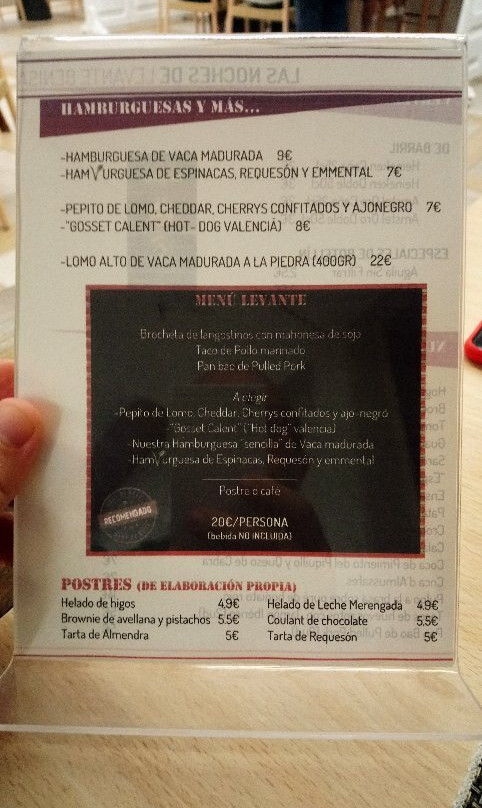 HAMBURGUESAS Y MÁS...
-HAMBURGUESA DE VACA MADURADA 9€
-HAMVURGUESA DE ESPINACAS, REQUESÓN Y EMMENTAL 7€
-PEPITO DE LOMO, CHEDDAR, CHERRYS CONFITADOS Y AJONEGRO 7€
-"GOSSET CALENT" (HOT- DOG VALENCIÀ) 8€
-LOMO ALTO DE VACA MADURADA A LA PIEDRA (400GR) 22€
MENÚ LEVANTE
Brocheta de langostinos con mahonesa de soja
Taco de Pollo marinado
Pan bao de Pulled Pork
A elegir
-Pepito de Lomo, Cheddar, Cherrys confitados y ajo-negro
-"Gosset Calent" ("Hot dog" valencià)
-Nuestra Hamburguesa "sencilla" de Vaca madurada
-HamVurguesa de Espinacas, Requesón y emmental
Postre o café
RECOMENDADO
20€/PERSONA
(bebida NO INCLUIDA)
POSTRES (DE ELABORACIÓN PROPIA)
Helado de higos 4.9€
Brownie de avellana y pistachos 5.5€
Tarta de Almendra 5€
Helado de Leche Merengada 4.9€
Coulant de chocolate 5.5€
Tarta de Requesón 5€